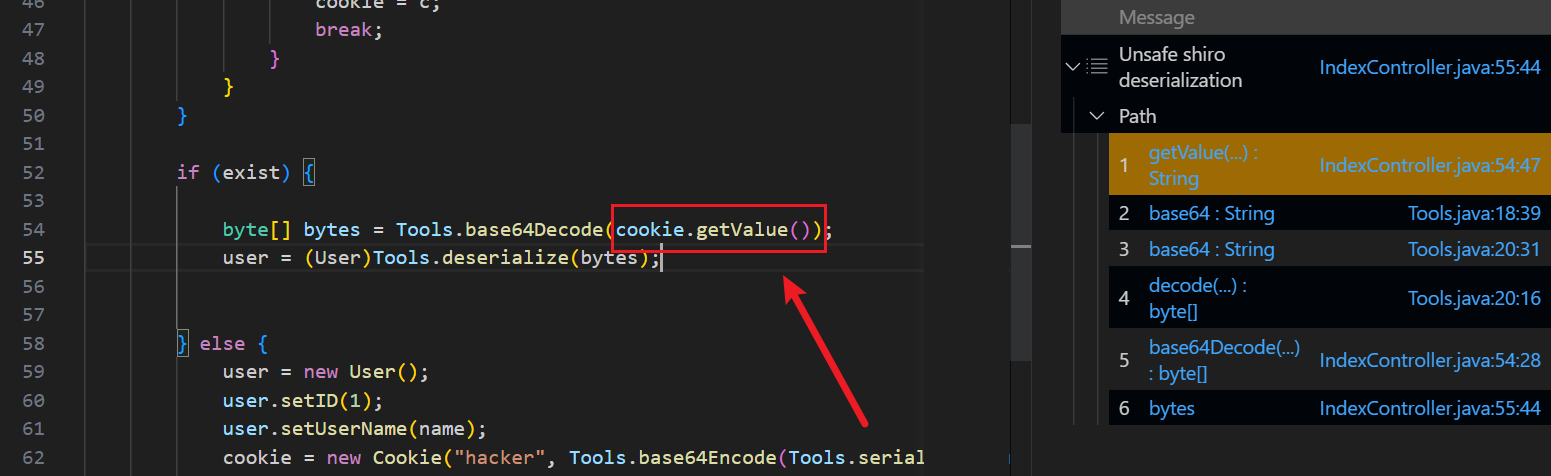 46 cookie = c;
47 break;
48 }
49 }
50 }
51
52 if (exist) {
53
54 byte[] bytes = Tools.base64Decode(cookie.getValue());
55 user = (User)Tools.deserialize(bytes);
56
57
58 } else {
59 user = new User();
60 user.setID(1);
61 user.setUserName(name);
62 cookie = new Cookie("hacker", Tools.base64Encode(Tools.serial
Message
Unsafe shiro
deserialization IndexController.java:55:44
Path
1 getValue(...) :
String IndexController.java:54:47
2 base64 : String Tools.java:18:39
3 base64 : String Tools.java:20:31
4 decode(...) :
byte[] Tools.java:20:16
5 base64Decode(...)
: byte[] IndexController.java:54:28
6 bytes IndexController.java:55:44